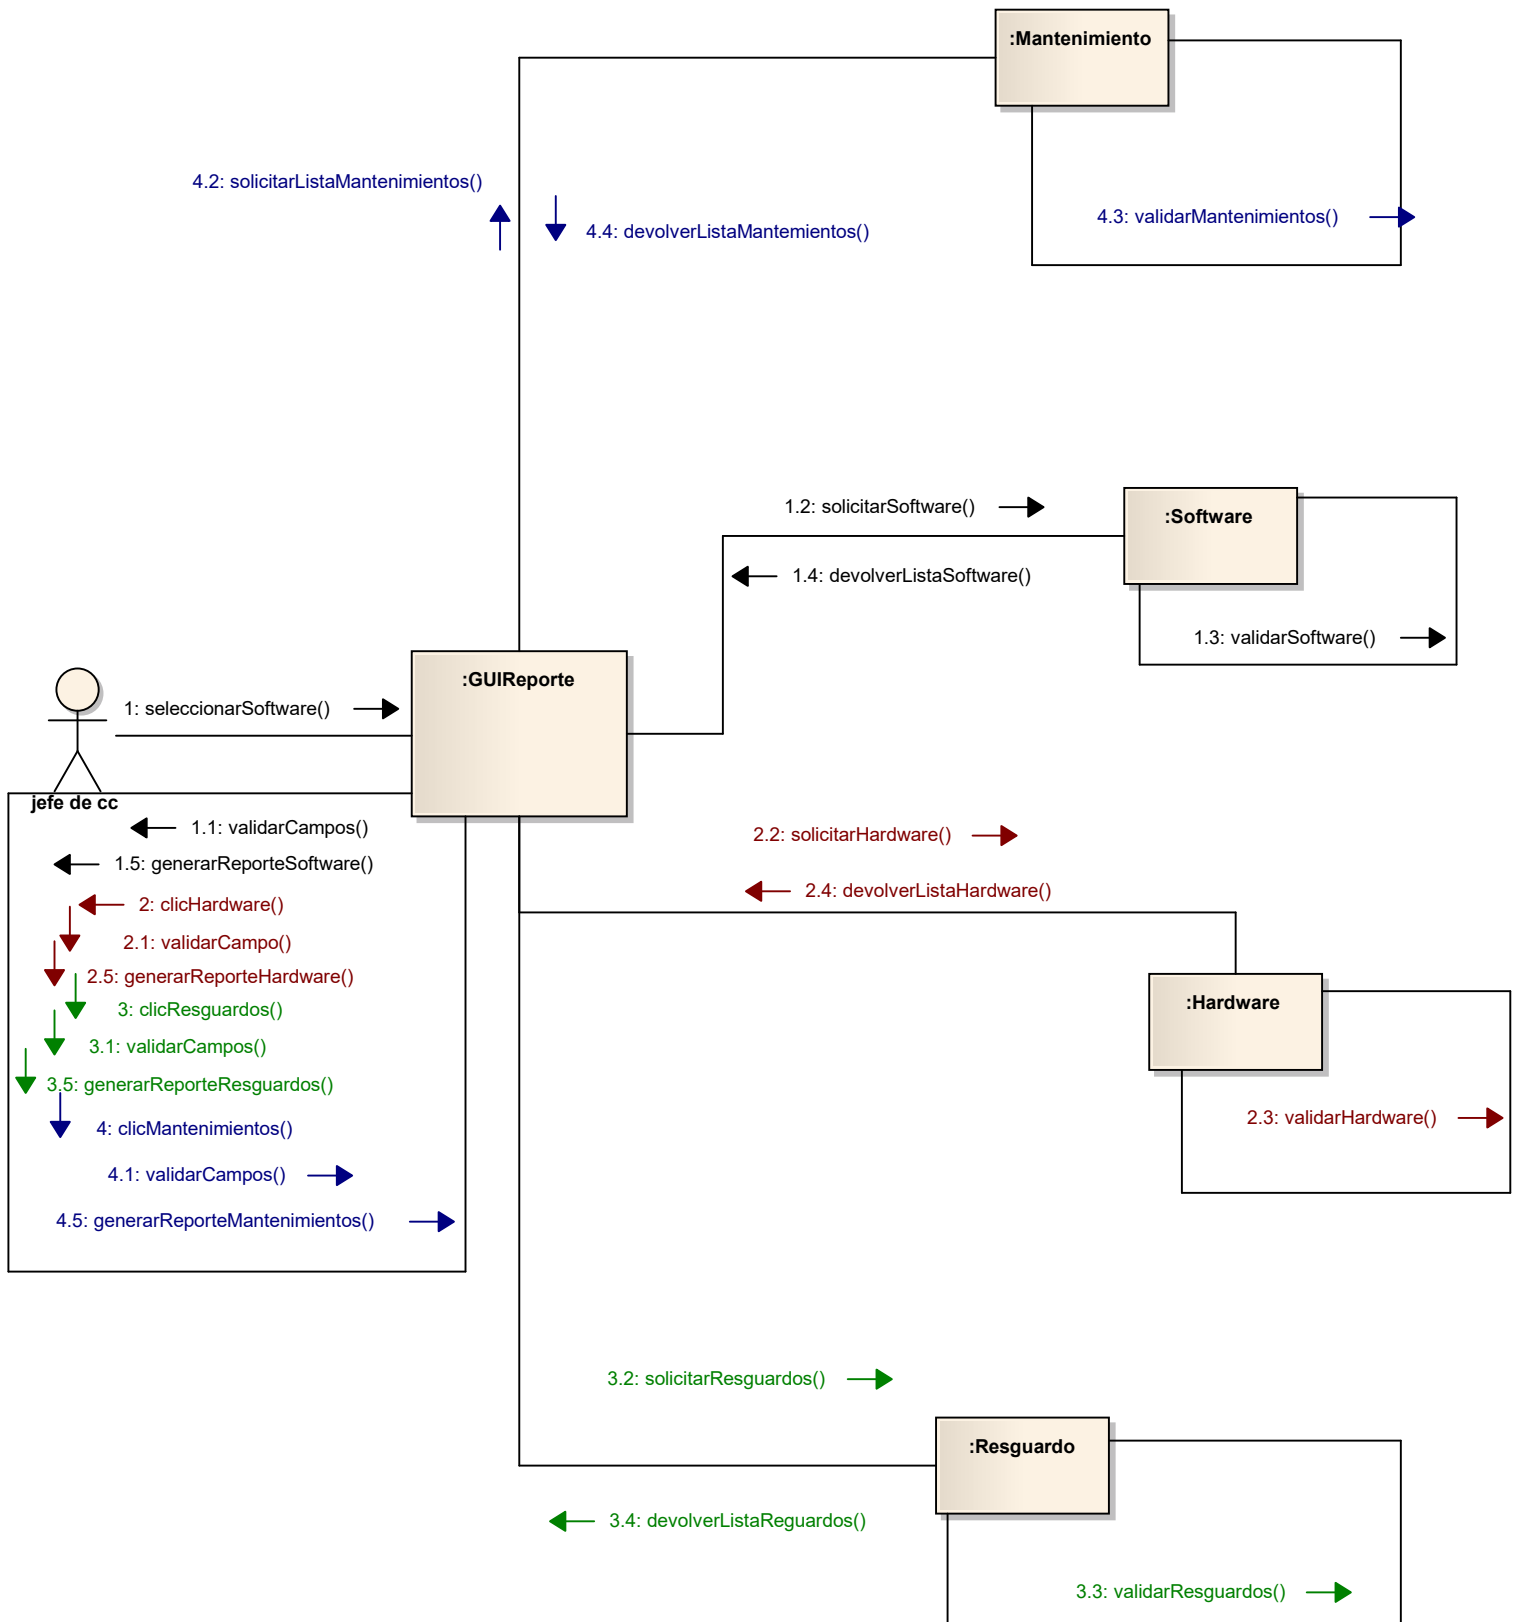 :Mantenimiento
4.2: solicitarListaMantenimientos()
4.3: validarMantenimientos()
4.4: devolverListaMantemientos()
1.2: solicitarSoftware()
:Software
1.4: devolverListaSoftware()
1.3: validarSoftware()
:GUIReporte
1: seleccionarSoftware()
jefe de cc
1.1: validarCampos()
2.2: solicitarHardware()
1.5: generarReporteSoftware()
2.4: devolverListaHardware()
2: clicHardware()
2.1: validarCampo()
2.5: generarReporteHardware()
:Hardware
3: clicResguardos()
3.1: validarCampos()
3.5: generarReporteResguardos()
2.3: validarHardware()
4: clicMantenimientos()
4.1: validarCampos()
4.5: generarReporteMantenimientos()
3.2: solicitarResguardos()
:Resguardo
3.4: devolverListaReguardos()
3.3: validarResguardos()